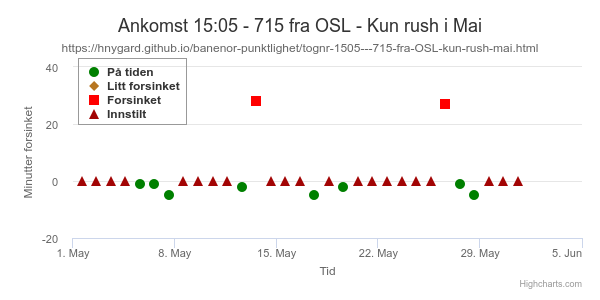 Ankomst 15:05 - 715 fra OSL - Kun rush i Mai
https://hnygard.github.io/banenor-punktlighet/tognr-1505---715-fra-OSL-kun-rush-mai.html
På tiden
Litt forsinket
Forsinket
Innstilt
Minutter forsinket
40
20
0
-20
1. May 8. May 15. May 22. May 29. May 5. Jun
Tid
Highcharts.com